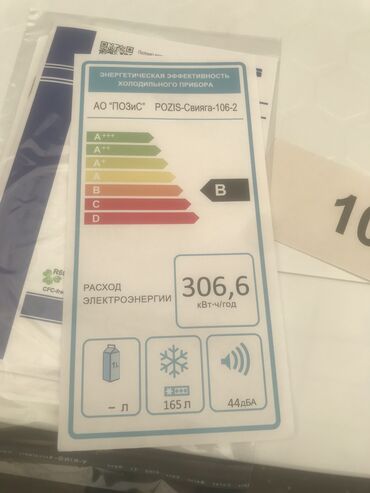 ЭНЕРГЕТИЧЕСКАЯ ЭФФЕКТИВНОСТЬ
ХОЛОДИЛЬНОГО ПРИБОРА
АО "ПОЗиС" POZIS-Свияга-106-2
A+++
A++
A+
A
B
B
C
D
РАСХОД
ЭЛЕКТРОЭНЕРГИИ
306,6
кВт·ч/год
1L
– л
165 л
44дБА
10